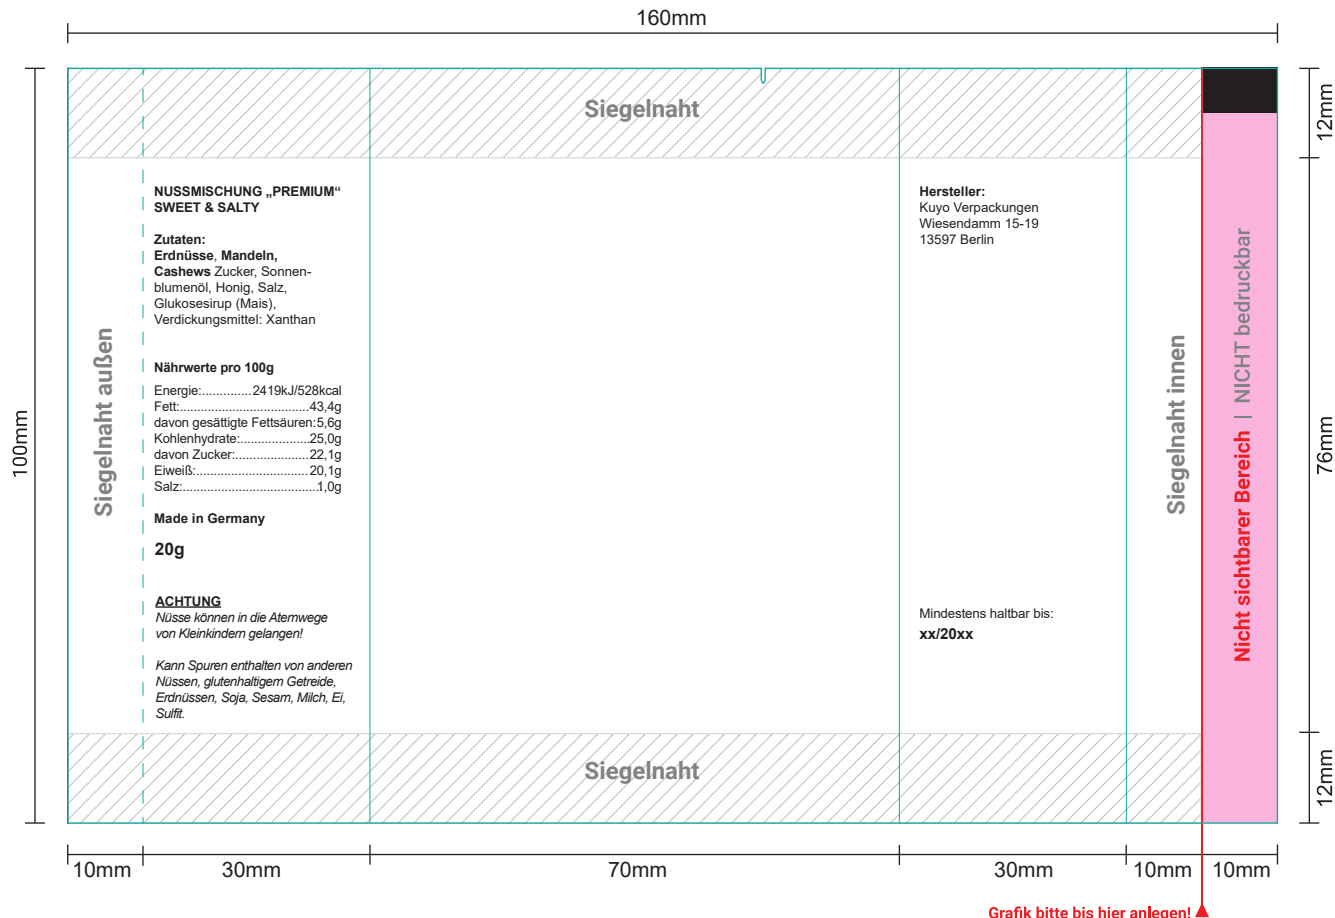 160mm
Siegelnaht
12mm
NUSSMISCHUNG „PREMIUM“
SWEET & SALTY
Zutaten:
Erdnüsse, Mandeln,
Cashews Zucker, Sonnen-
blumenöl, Honig, Salz,
Glukosesirup (Mais),
Verdickungsmittel: Xanthan
Nährwerte pro 100g
Energie:..............2419kJ/528kcal
Fett:.....................................43,4g
davon gesättigte Fettsäuren:5,6g
Kohlenhydrate:....................25,0g
davon Zucker:.....................22,1g
Eiweiß:................................20,1g
Salz:......................................1,0g
Made in Germany
20g
ACHTUNG
Nüsse können in die Atemwege
von Kleinkindern gelangen!
Kann Spuren enthalten von anderen
Nüssen, glutenhaltigem Getreide,
Erdnüssen, Soja, Sesam, Milch, Ei,
Sulfit.
Siegelnaht außen
100mm
Hersteller:
Kuyo Verpackungen
Wiesendamm 15-19
13597 Berlin
Mindestens haltbar bis:
xx/20xx
Siegelnaht innen
Nicht sichtbarer Bereich | NICHT bedruckbar
76mm
Siegelnaht
12mm
10mm
30mm
70mm
30mm
10mm
10mm
Grafik bitte bis hier anlegen!